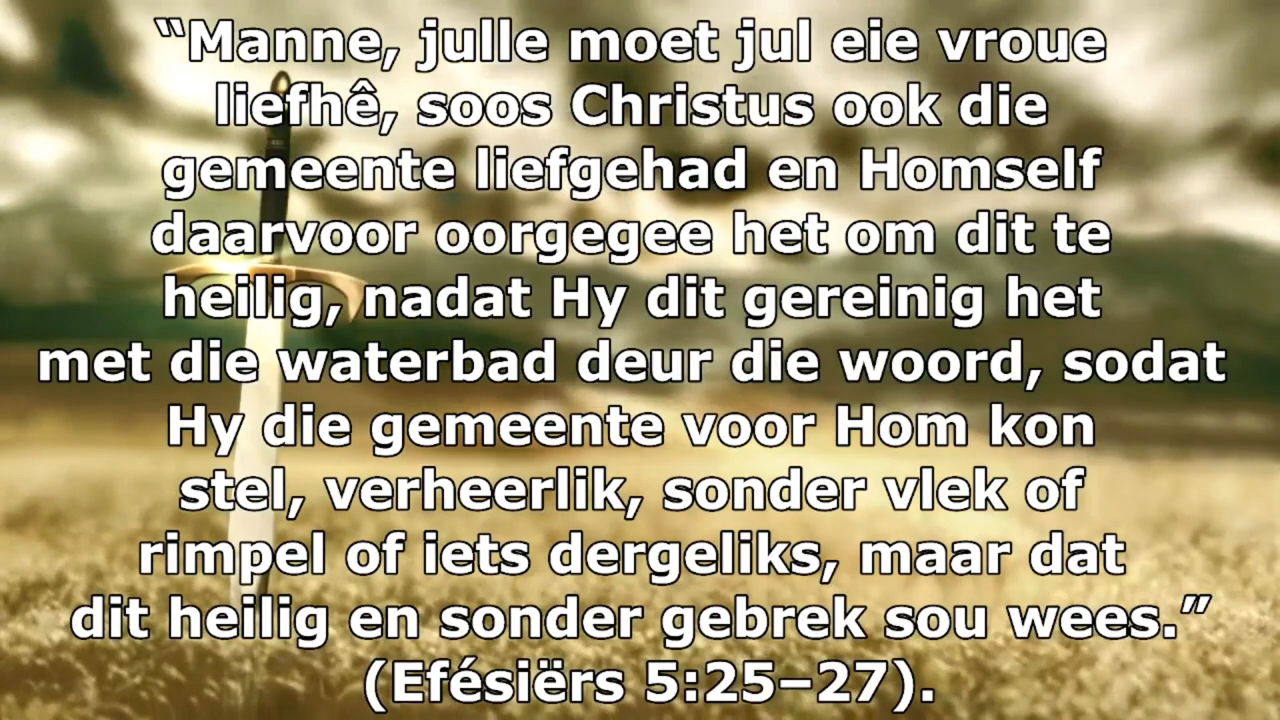 “Manne, julle moet jul eie vroue
liefhê, soos Christus ook die
gemeente liefgehad en Homself
daarvoor oorgegee het om dit te
heilig, nadat Hy dit gereinig het
met die waterbad deur die woord, sodat
Hy die gemeente voor Hom kon
stel, verheerlik, sonder vlek of
rimpel of iets dergeliks, maar dat
dit heilig en sonder gebrek sou wees.”
(Efésiërs 5:25–27).